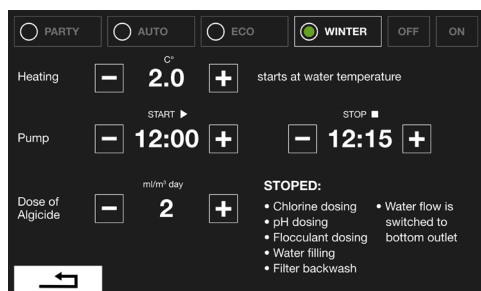 PARTY AUTO ECO WINTER OFF ON
C°
Heating − 2.0 + starts at water temperature
START ▶ STOP ■
Pump − 12:00 + − 12:15 +
ml/m³ day
Dose of
Algicide − 2 +
STOPED:
• Chlorine dosing
• pH dosing
• Flocculant dosing
• Water filling
• Filter backwash
• Water flow is
switched to
bottom outlet